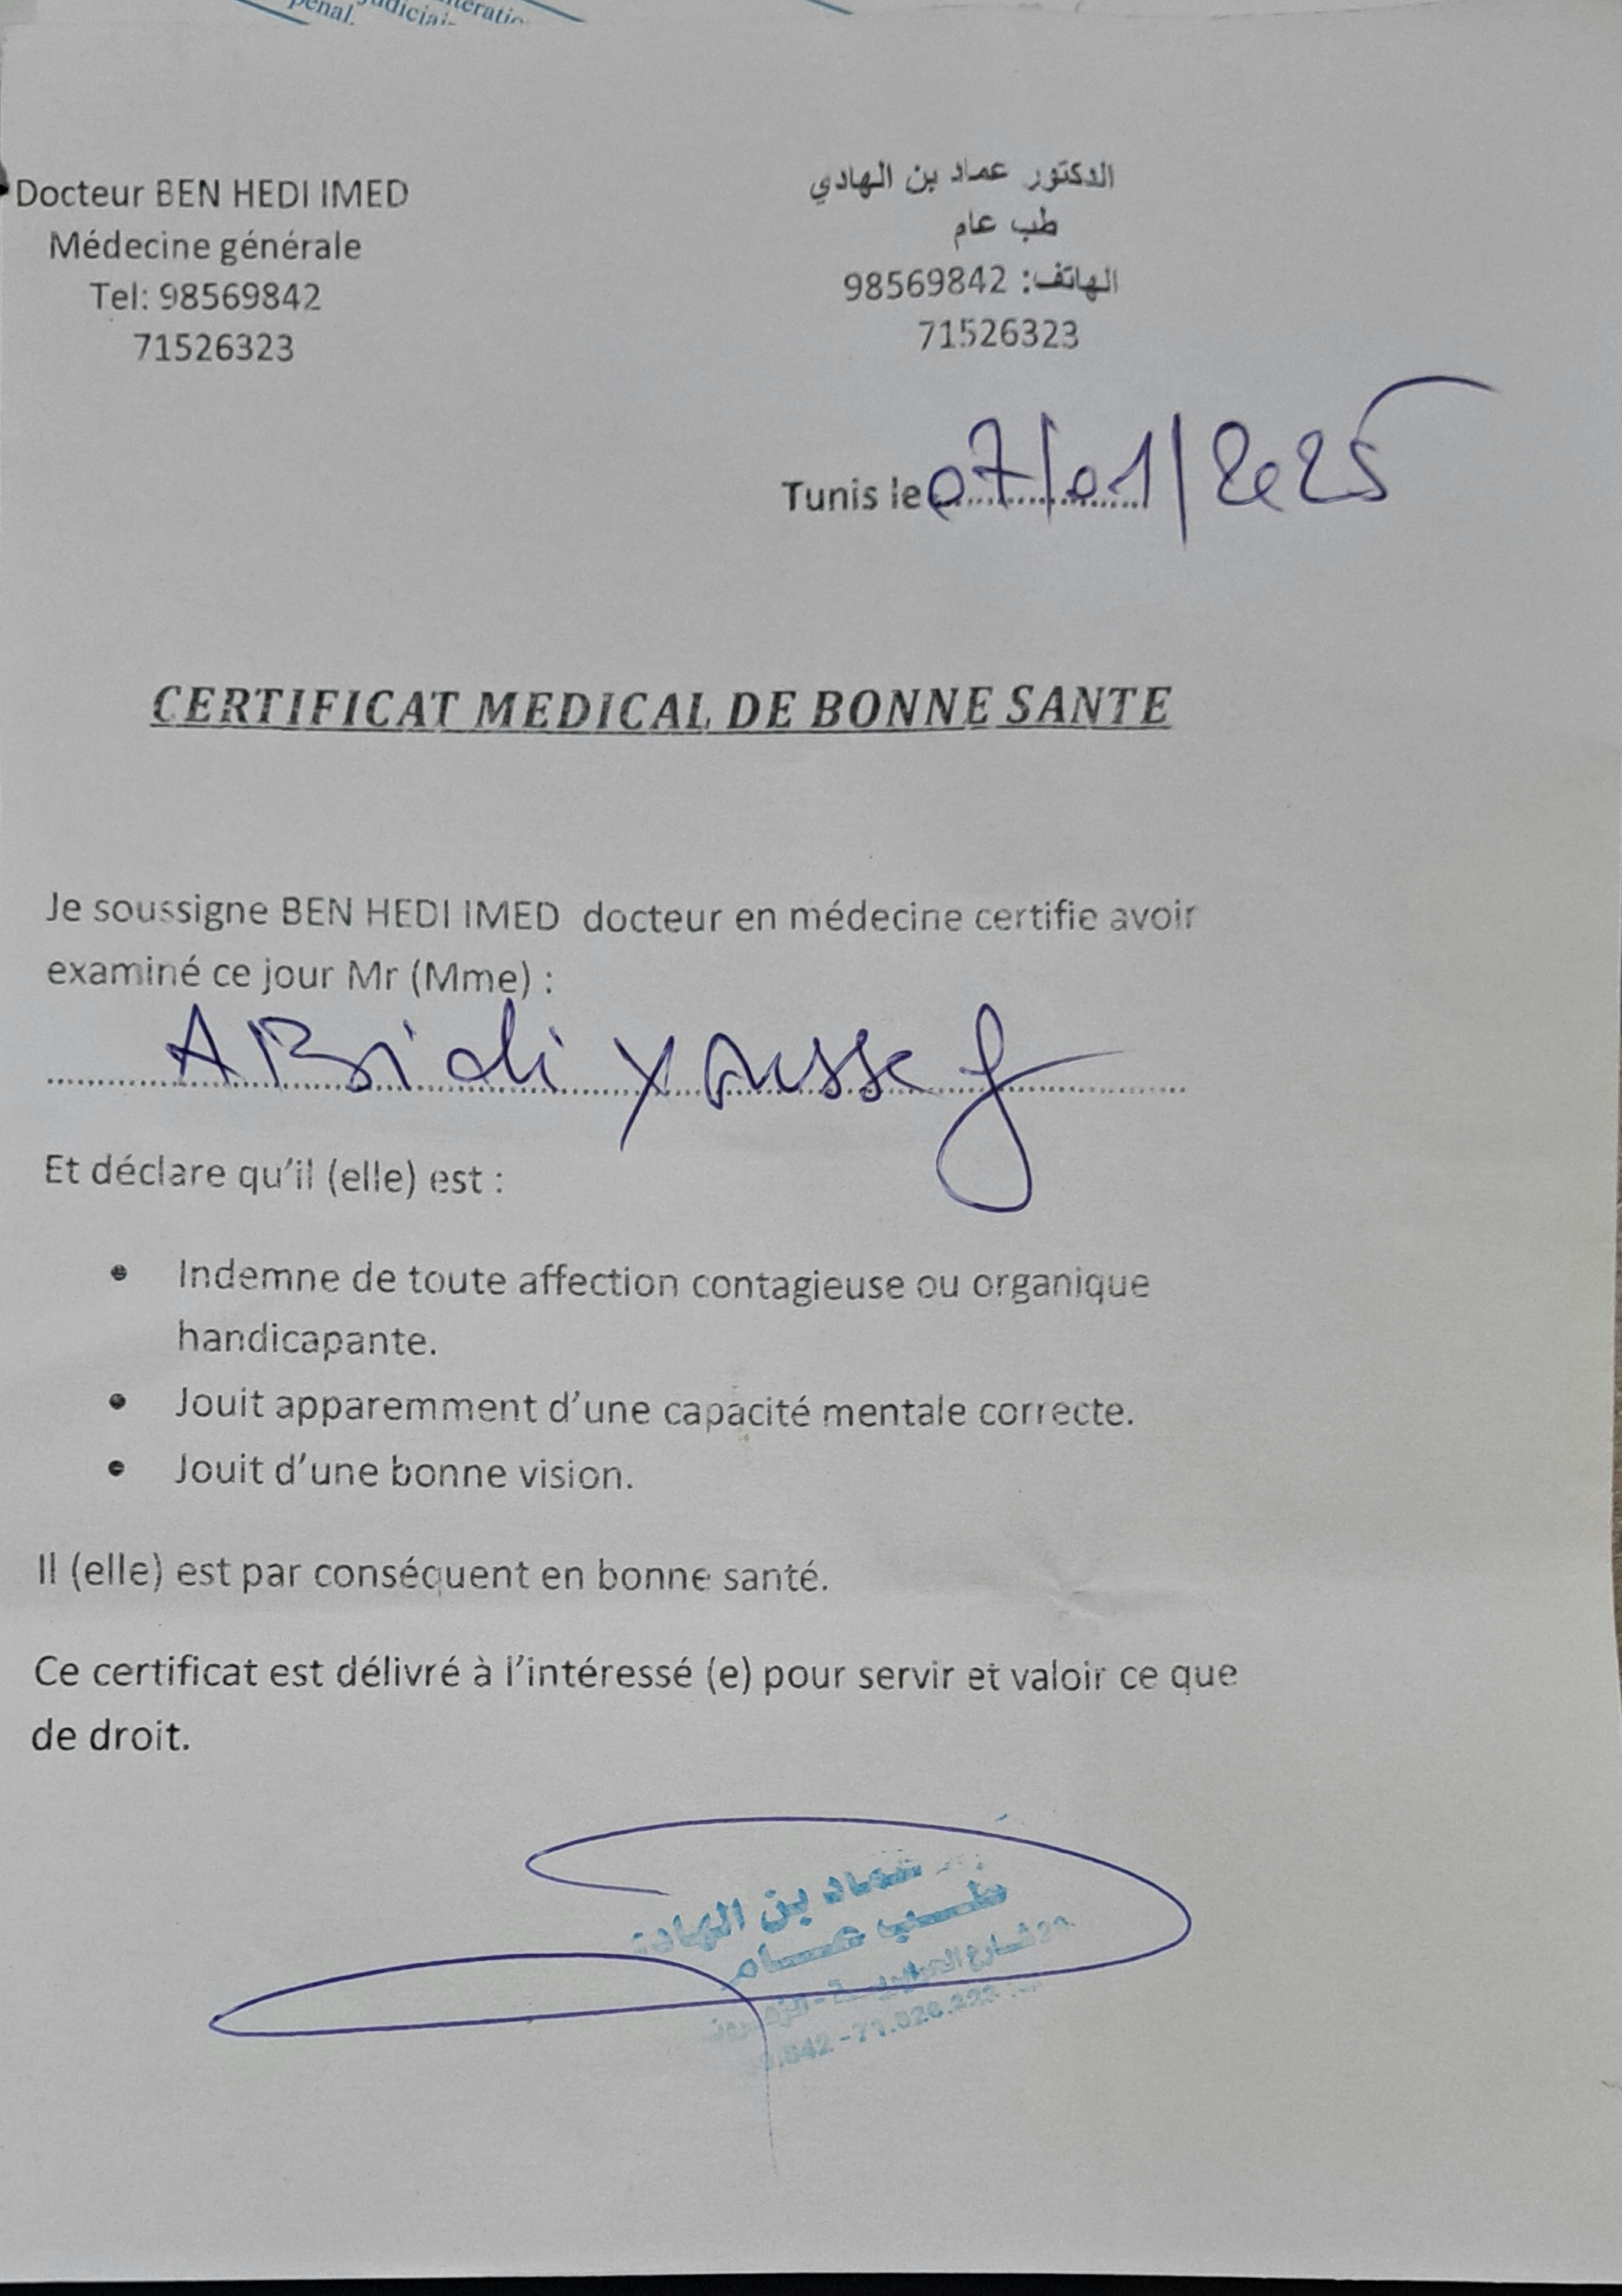 pénal.
Docteur BEN HEDI IMED
Médecine générale
Tel: 98569842
71526323
الدكتور عماد بن الهادي
طب عام
الهاتف: 98569842
71526323
Tunis le 07/01/2025
CERTIFICAT MEDICAL DE BONNE SANTE
Je soussigne BEN HEDI IMED docteur en médecine certifie avoir
examiné ce jour Mr (Mme) :
ABidi Youssef
Et déclare qu'il (elle) est :
• Indemne de toute affection contagieuse ou organique
handicapante.
• Jouit apparemment d'une capacité mentale correcte.
• Jouit d'une bonne vision.
Il (elle) est par conséquent en bonne santé.
Ce certificat est délivré à l'intéressé (e) pour servir et valoir ce que
de droit.
عماد بن الهادي
طب عام
شارع